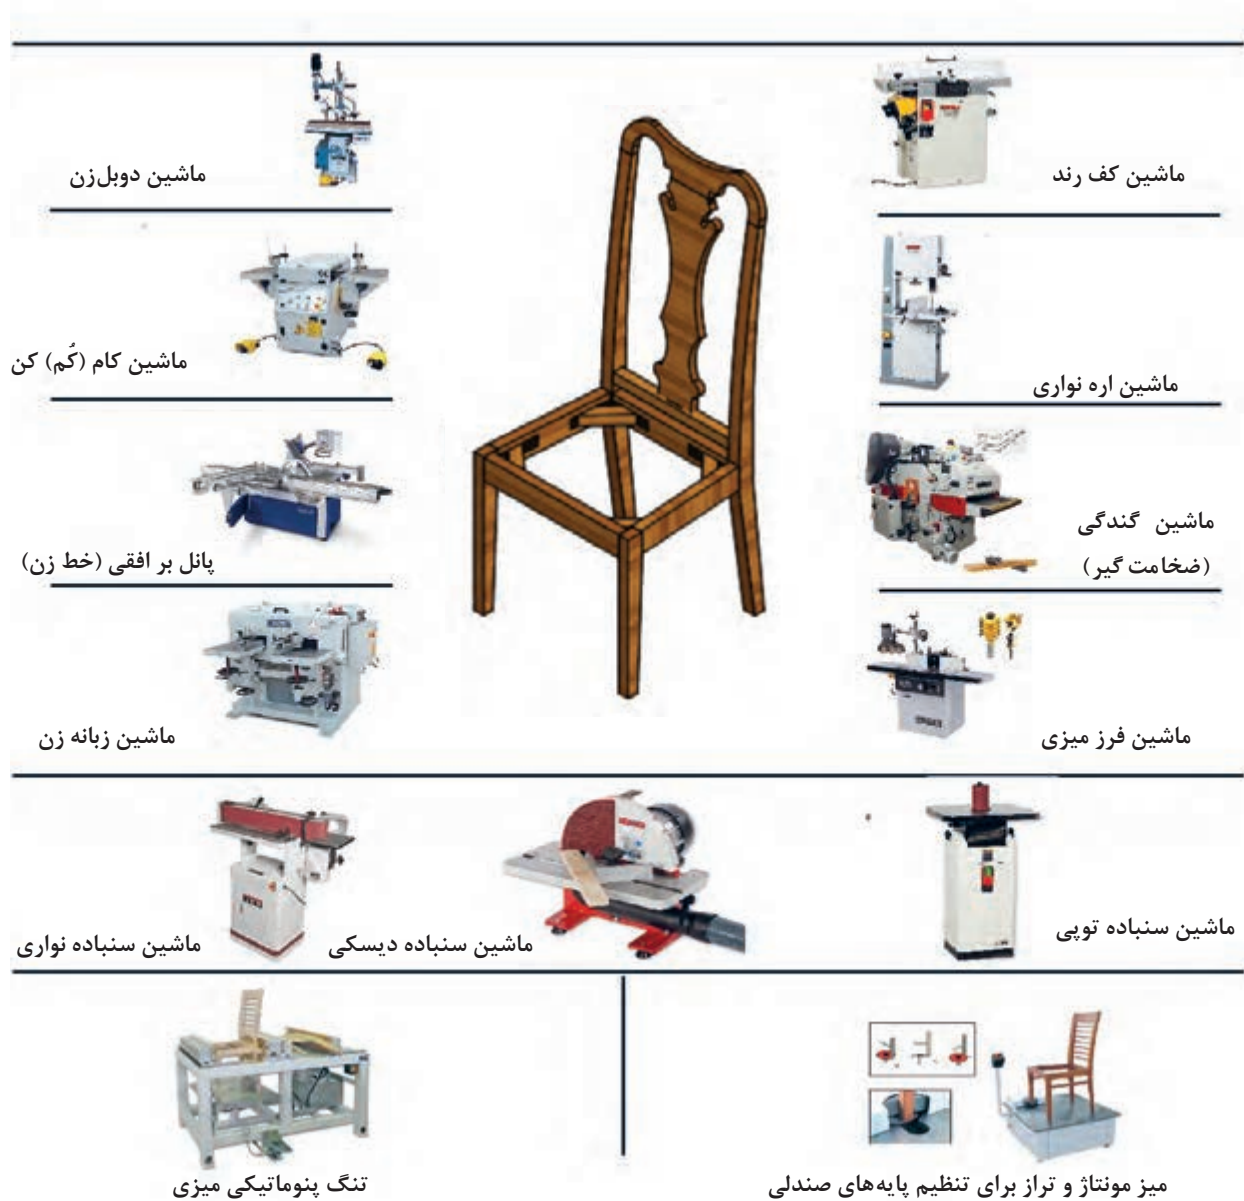 ماشین کف رند
ماشین دوبل‌زن
ماشین اره نواری
ماشین کام (کُم) کن
ماشین گندگی
(ضخامت گیر)
پانل بر افقی (خط زن)
ماشین فرز میزی
ماشین زبانه زن
ماشین سنباده توپی
ماشین سنباده دیسکی
ماشین سنباده نواری
میز مونتاژ و تراز برای تنظیم پایه‌های صندلی
تنگ پنوماتیکی میزی